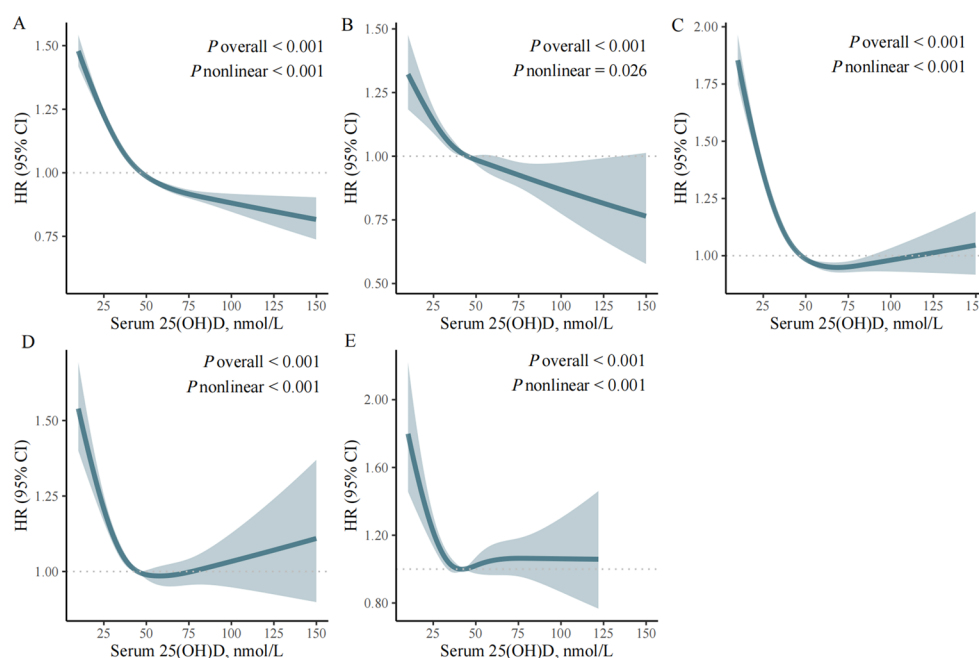 A
P overall < 0.001
P nonlinear < 0.001
HR (95% CI)
1.50
1.25
1.00
0.75
25 50 75 100 125 150
Serum 25(OH)D, nmol/L
B
P overall < 0.001
P nonlinear = 0.026
HR (95% CI)
1.50
1.25
1.00
0.75
0.50
25 50 75 100 125 150
Serum 25(OH)D, nmol/L
C
P overall < 0.001
P nonlinear < 0.001
HR (95% CI)
2.00
1.75
1.50
1.25
1.00
25 50 75 100 125 150
Serum 25(OH)D, nmol/L
D
P overall < 0.001
P nonlinear < 0.001
HR (95% CI)
1.50
1.25
1.00
25 50 75 100 125 150
Serum 25(OH)D, nmol/L
E
P overall < 0.001
P nonlinear < 0.001
HR (95% CI)
2.00
1.60
1.20
0.80
25 50 75 100 125 150
Serum 25(OH)D, nmol/L